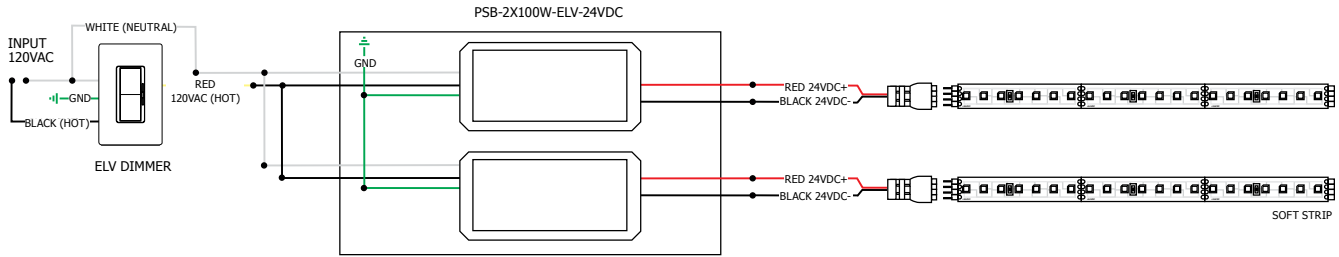 PSB-2X100W-ELV-24VDC
WHITE (NEUTRAL)
INPUT
120VAC
GND
RED
120VAC (HOT)
GND
BLACK (HOT)
ELV DIMMER
RED 24VDC+
BLACK 24VDC-
RED 24VDC+
BLACK 24VDC-
SOFT STRIP